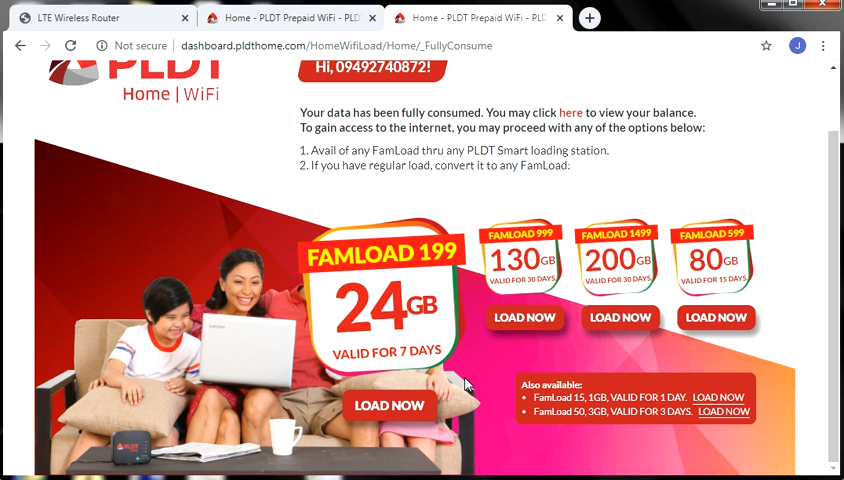 LTE Wireless Router
Home - PLDT Prepaid WiFi - PLD
Home - PLDT Prepaid WiFi - PLD
Not secure
dashboard.pldthome.com/HomeWifiLoad/Home/_FullyConsume
J
PLDT
Home | WiFi
Hi, 09492740872!
Your data has been fully consumed. You may click here to view your balance.
To gain access to the internet, you may proceed with any of the options below:
1. Avail of any FamLoad thru any PLDT Smart loading station.
2. If you have regular load, convert it to any FamLoad:
FAMLOAD 199
24GB
VALID FOR 7 DAYS
LOAD NOW
FAMLOAD 999
130GB
VALID FOR 30 DAYS
LOAD NOW
FAMLOAD 1499
200GB
VALID FOR 30 DAYS
LOAD NOW
FAMLOAD 599
80GB
VALID FOR 15 DAYS
LOAD NOW
Also available:
• FamLoad 15, 1GB, VALID FOR 1 DAY. LOAD NOW
• FamLoad 50, 3GB, VALID FOR 3 DAYS. LOAD NOW
Lenovo
PLDT